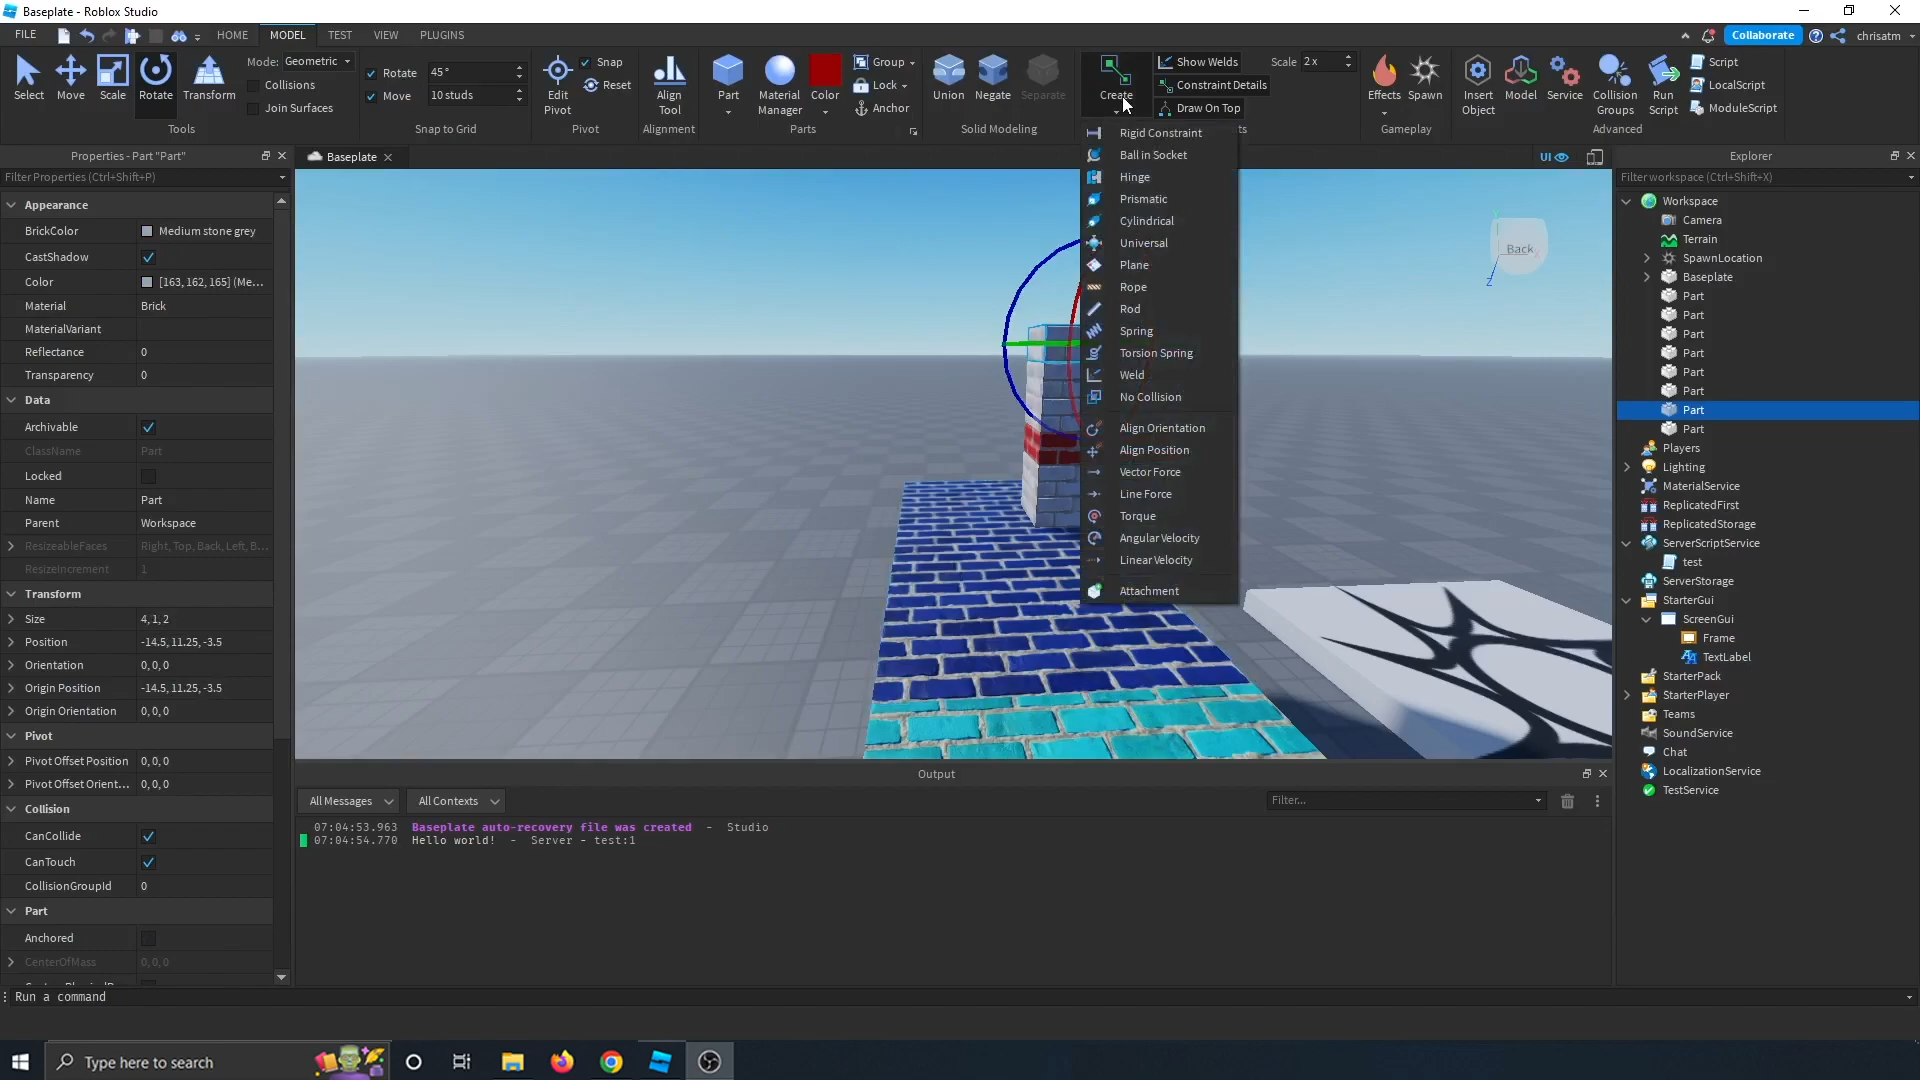 Baseplate - Roblox Studio
FILE
HOME
MODEL
TEST
VIEW
PLUGINS
Collaborate
chrisatm
Select
Move
Scale
Rotate
Transform
Mode:
Geometric
Collisions
Join Surfaces
Tools
Rotate
45°
Move
10 studs
Snap to Grid
Edit
Pivot
Snap
Reset
Pivot
Align
Tool
Alignment
Part
Material
Manager
Color
Group
Lock
Anchor
Parts
Union
Negate
Separate
Solid Modeling
Create
Show Welds
Constraint Details
Draw On Top
Scale
2x
Effects
Spawn
Gameplay
Insert
Object
Model
Service
Collision
Groups
Run
Script
Script
LocalScript
ModuleScript
Advanced
Rigid Constraint
Ball in Socket
Hinge
Prismatic
Cylindrical
Universal
Plane
Rope
Rod
Spring
Torsion Spring
Weld
No Collision
Align Orientation
Align Position
Vector Force
Line Force
Torque
Angular Velocity
Linear Velocity
Attachment
Properties - Part "Part"
Filter Properties (Ctrl+Shift+P)
Appearance
BrickColor
Medium stone grey
CastShadow
Color
[163, 162, 165] (Me...
Material
Brick
MaterialVariant
Reflectance
0
Transparency
0
Data
Archivable
ClassName
Part
Locked
Name
Part
Parent
Workspace
ResizeableFaces
Right, Top, Back, Left, B...
ResizeIncrement
1
Transform
Size
4, 1, 2
Position
-14.5, 11.25, -3.5
Orientation
0, 0, 0
Origin Position
-14.5, 11.25, -3.5
Origin Orientation
0, 0, 0
Pivot
Pivot Offset Position
0, 0, 0
Pivot Offset Orient...
0, 0, 0
Collision
CanCollide
CanTouch
CollisionGroupId
0
Part
Anchored
CenterOfMass
0, 0, 0
Baseplate
UI
Back
Z
Output
All Messages
All Contexts
Filter...
07:04:53.963 Baseplate auto-recovery file was created - Studio
07:04:54.770 Hello world! - Server - test:1
Run a command
Explorer
Filter workspace (Ctrl+Shift+X)
Workspace
Camera
Terrain
SpawnLocation
Baseplate
Part
Part
Part
Part
Part
Part
Part
Part
Players
Lighting
MaterialService
ReplicatedFirst
ReplicatedStorage
ServerScriptService
test
ServerStorage
StarterGui
ScreenGui
Frame
TextLabel
StarterPack
StarterPlayer
Teams
SoundService
Chat
LocalizationService
TestService
Type here to search